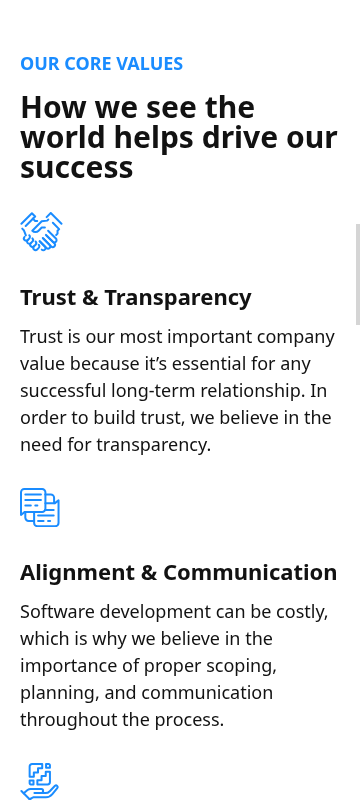 OUR CORE VALUES
How we see the
world helps drive our
success
Trust & Transparency
Trust is our most important company
value because it’s essential for any
successful long-term relationship. In
order to build trust, we believe in the
need for transparency.
Alignment & Communication
Software development can be costly,
which is why we believe in the
importance of proper scoping,
planning, and communication
throughout the process.